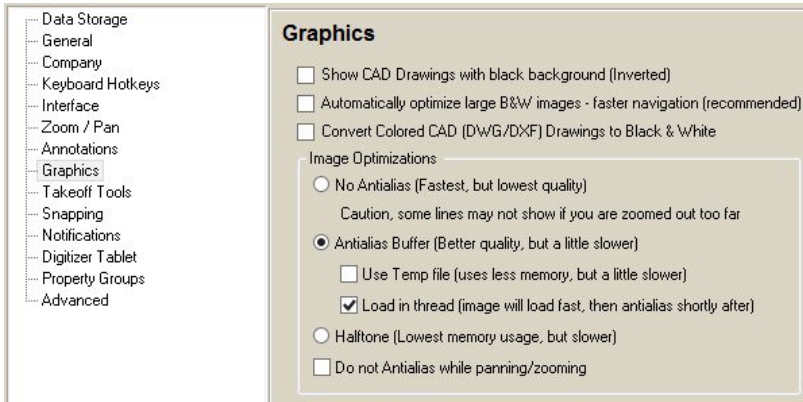 Data Storage
General
Company
Keyboard Hotkeys
Interface
Zoom / Pan
Annotations
Graphics
Takeoff Tools
Snapping
Notifications
Digitizer Tablet
Property Groups
Advanced
Graphics
Show CAD Drawings with black background (Inverted)
Automatically optimize large B&W images - faster navigation (recommended)
Convert Colored CAD (DWG/DXF) Drawings to Black & White
Image Optimizations
No Antialias (Fastest, but lowest quality)
Caution, some lines may not show if you are zoomed out too far
Antialias Buffer (Better quality, but a little slower)
Use Temp file (uses less memory, but a little slower)
Load in thread (image will load fast, then antialias shortly after)
Halftone (Lowest memory usage, but slower)
Do not Antialias while panning/zooming